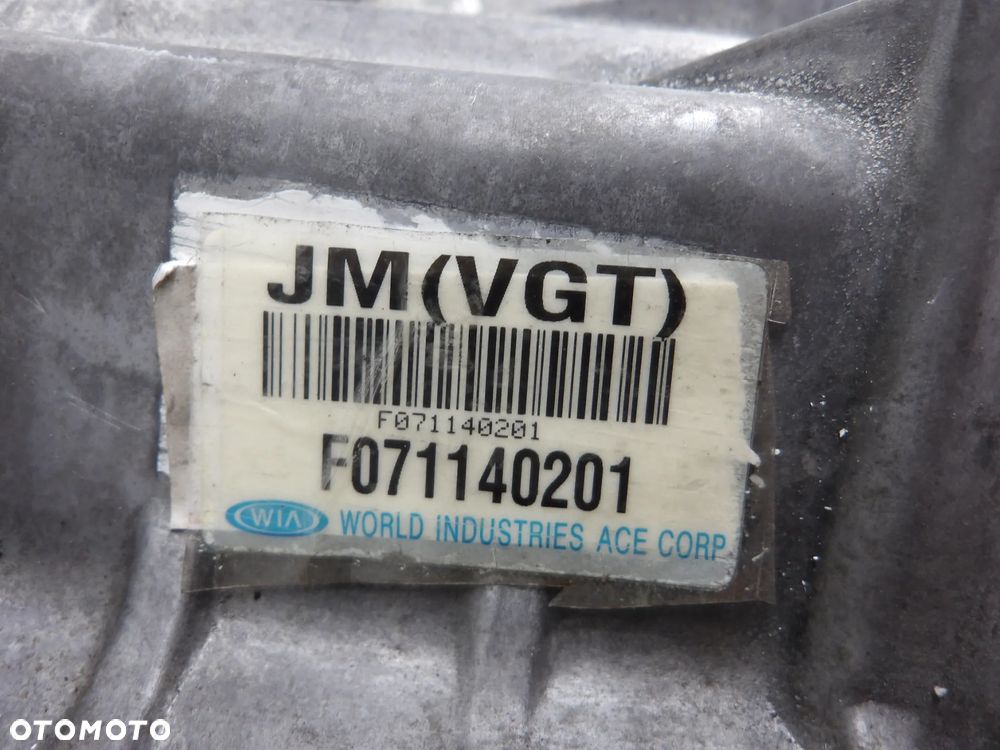 JM(VGT)
F071140201
F071140201
WIA WORLD INDUSTRIES ACE CORP
OTOMOTO